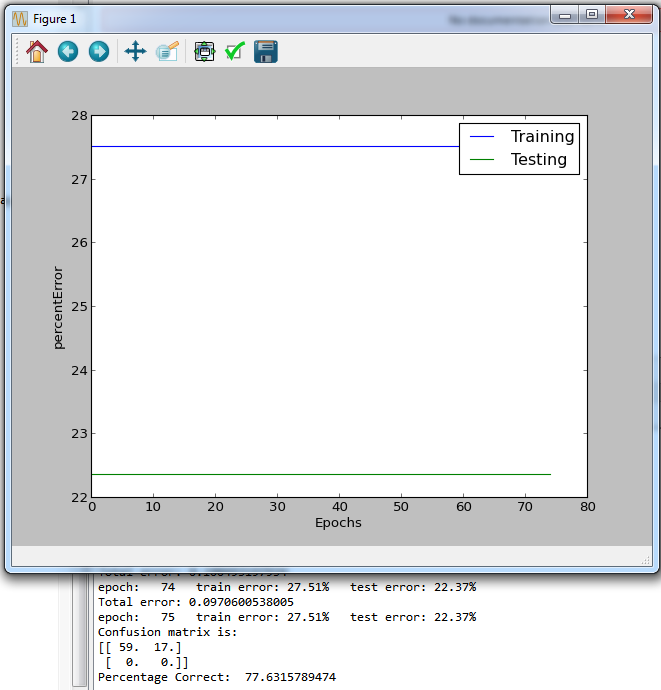 Figure 1
28
27
26
25
24
23
22
percentError
Training
Testing
0 10 20 30 40 50 60 70 80
Epochs
epoch: 74 train error: 27.51% test error: 22.37%
Total error: 0.0970600538005
epoch: 75 train error: 27.51% test error: 22.37%
Confusion matrix is:
[[ 59. 17.]
[ 0. 0.]]
Percentage Correct: 77.6315789474